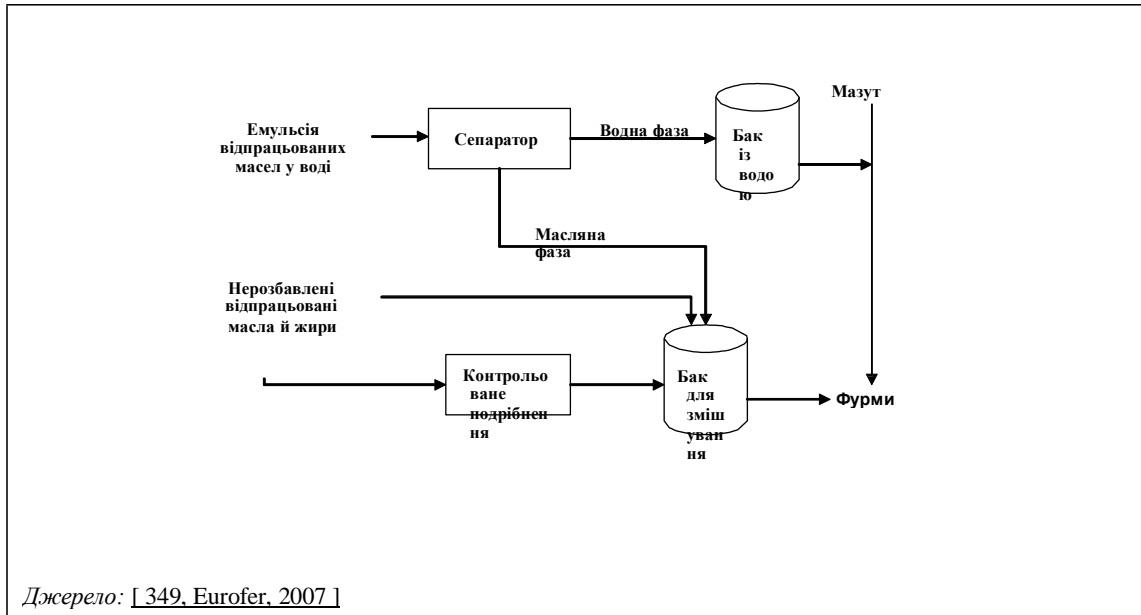 Мазут
Емульсія
відпрацьованих
масел у воді
Сепаратор
Водна фаза
Бак
із
водо
ю
Масляна
фаза
Нерозбавлені
відпрацьовані
масла й жири
Контрольо
ване
подрібнен
ня
Бак
для
зміш
уван
ня
Фурми
Джерело: [ 349, Eurofer, 2007 ]